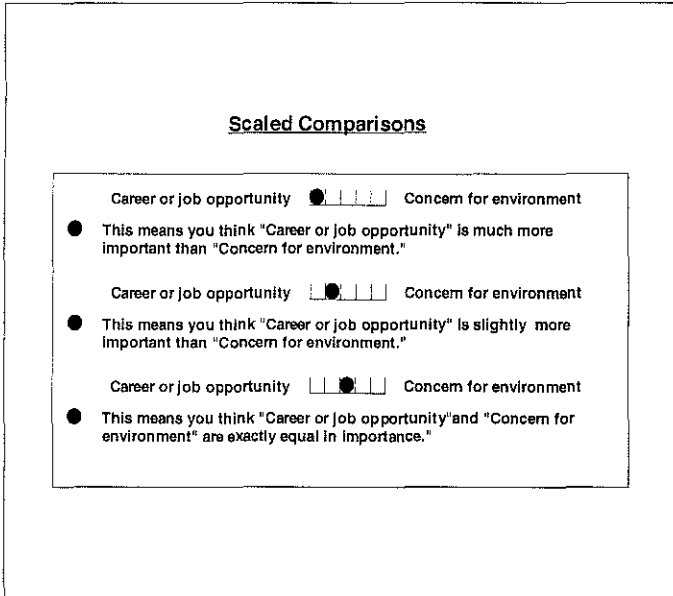 Scaled Comparisons
Career or job opportunity Concern for environment
This means you think "Career or job opportunity" is much more
important than "Concern for environment."
Career or job opportunity Concern for environment
This means you think "Career or job opportunity" is slightly more
important than "Concern for environment."
Career or job opportunity Concern for environment
This means you think "Career or job opportunity"and "Concern for
environment" are exactly equal in importance."